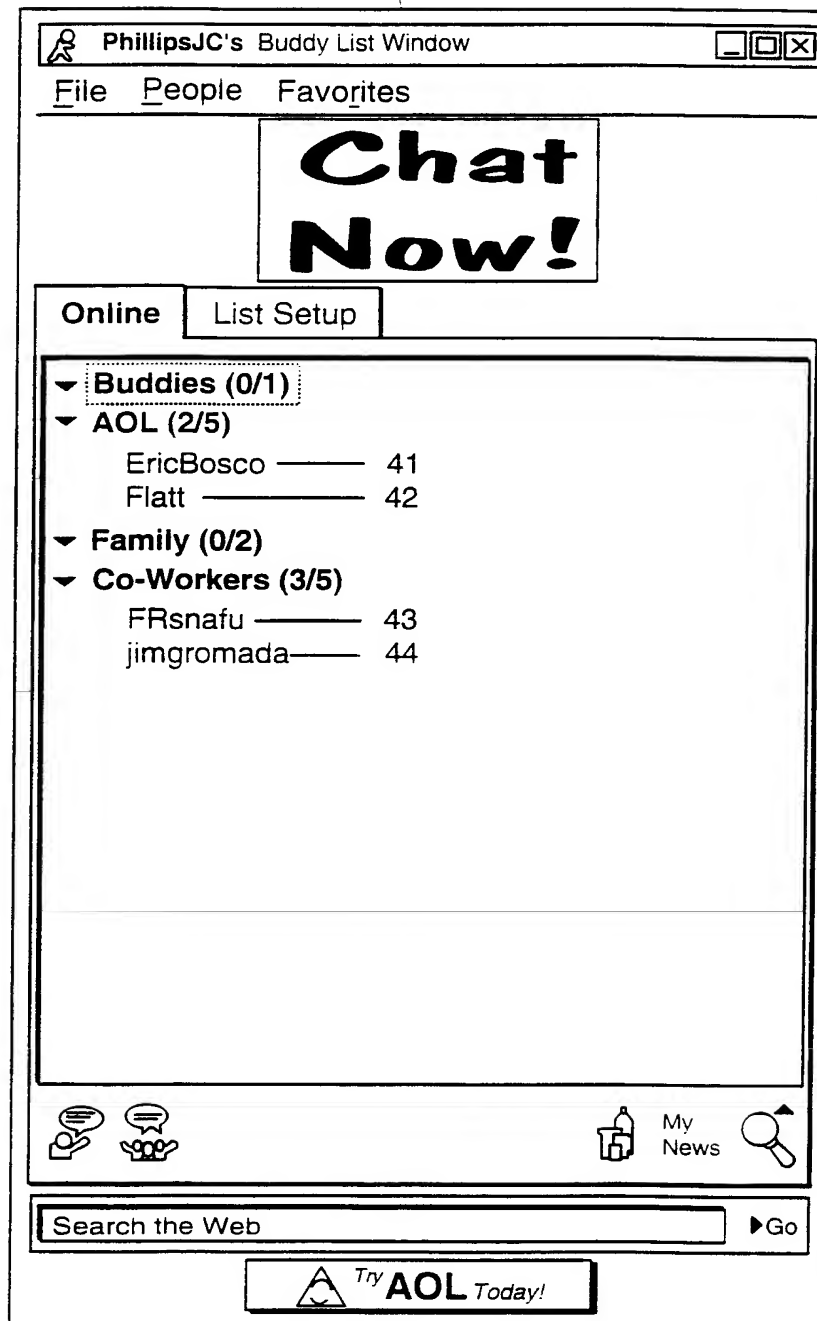 PhillipsJC's Buddy List Window
File People Favorites
Chat
Now!
Online List Setup
Buddies (0/1)
AOL (2/5)
EricBosco 41
Flatt 42
Family (0/2)
Co-Workers (3/5)
FRsnafu 43
jimgromada 44
My
News
Search the Web Go
Try AOL Today!